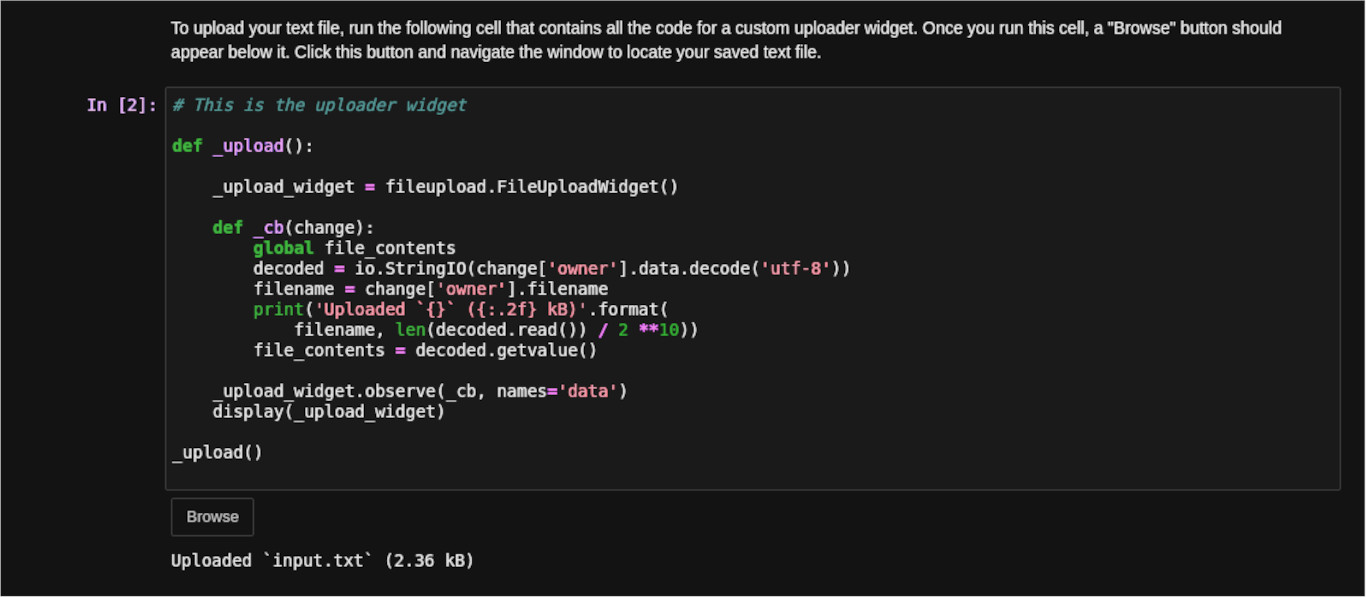 To upload your text file, run the following cell that contains all the code for a custom uploader widget. Once you run this cell, a "Browse" button should
appear below it. Click this button and navigate the window to locate your saved text file.
In [2]: # This is the uploader widget
def _upload():
    _upload_widget = fileupload.FileUploadWidget()
    def _cb(change):
        global file_contents
        decoded = io.StringIO(change['owner'].data.decode('utf-8'))
        filename = change['owner'].filename
        print('Uploaded `{}` ({:.2f} kB)'.format(
            filename, len(decoded.read()) / 2 **10))
        file_contents = decoded.getvalue()
    _upload_widget.observe(_cb, names='data')
    display(_upload_widget)
_upload()
Browse
Uploaded `input.txt` (2.36 kB)